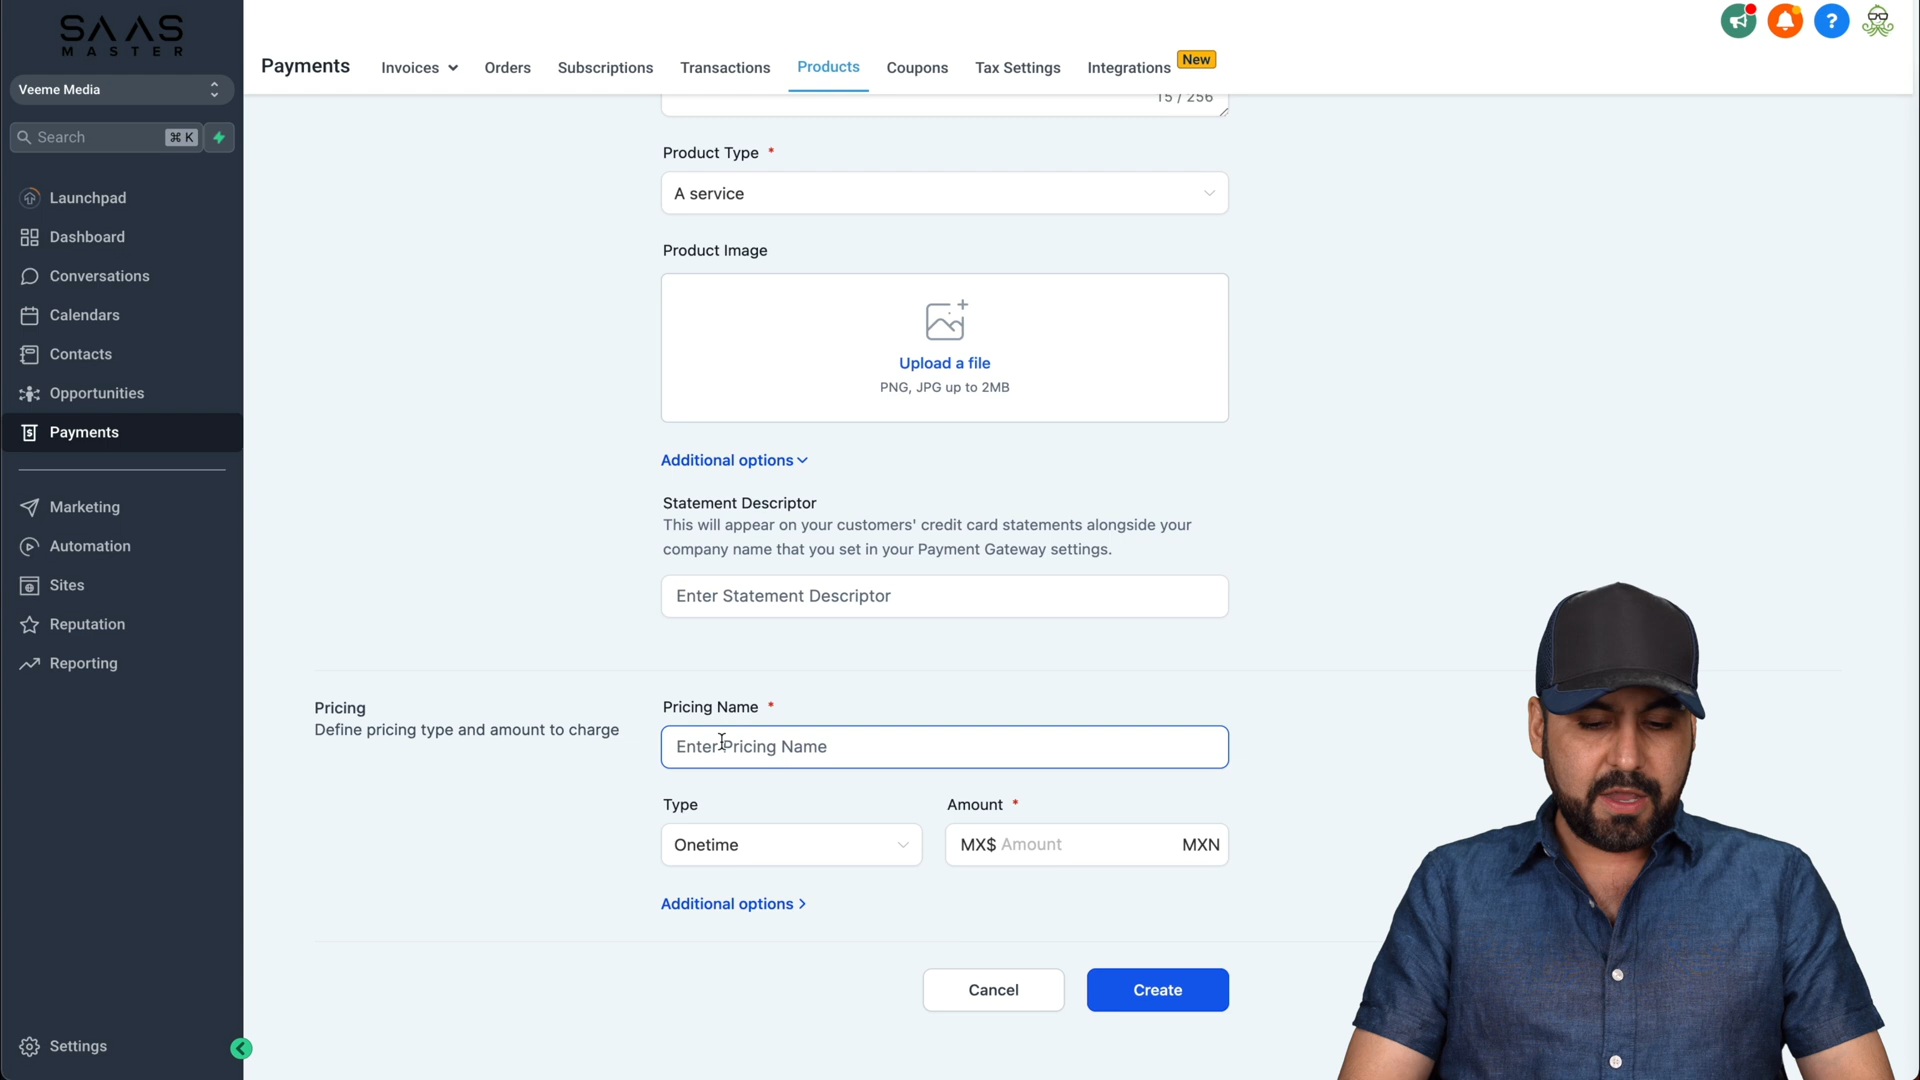 SAAS
MASTER
Veeme Media
Search
⌘ K
Launchpad
Dashboard
Conversations
Calendars
Contacts
Opportunities
Payments
Marketing
Automation
Sites
Reputation
Reporting
Settings
Payments
Invoices
Orders
Subscriptions
Transactions
Products
Coupons
Tax Settings
Integrations
New
?
15 / 256
Product Type *
A service
Product Image
Upload a file
PNG, JPG up to 2MB
Additional options
Statement Descriptor
This will appear on your customers' credit card statements alongside your
company name that you set in your Payment Gateway settings.
Enter Statement Descriptor
Pricing
Define pricing type and amount to charge
Pricing Name *
Enter Pricing Name
Type
Amount *
Onetime
MX$ Amount
MXN
Additional options
Cancel
Create